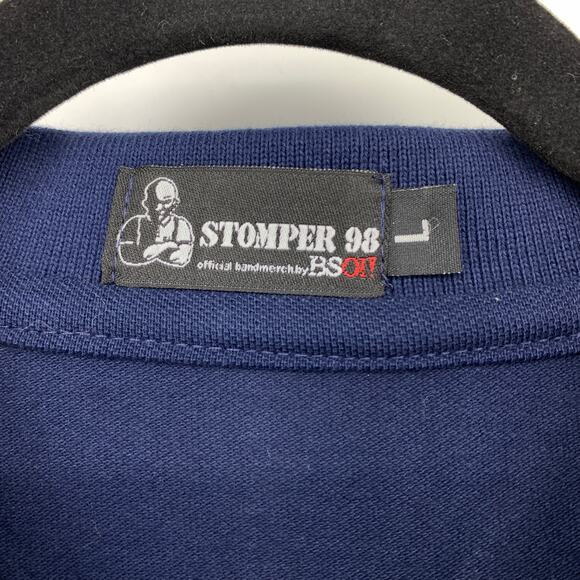 STOMPER 98
official bandmerch by BSOi!
L